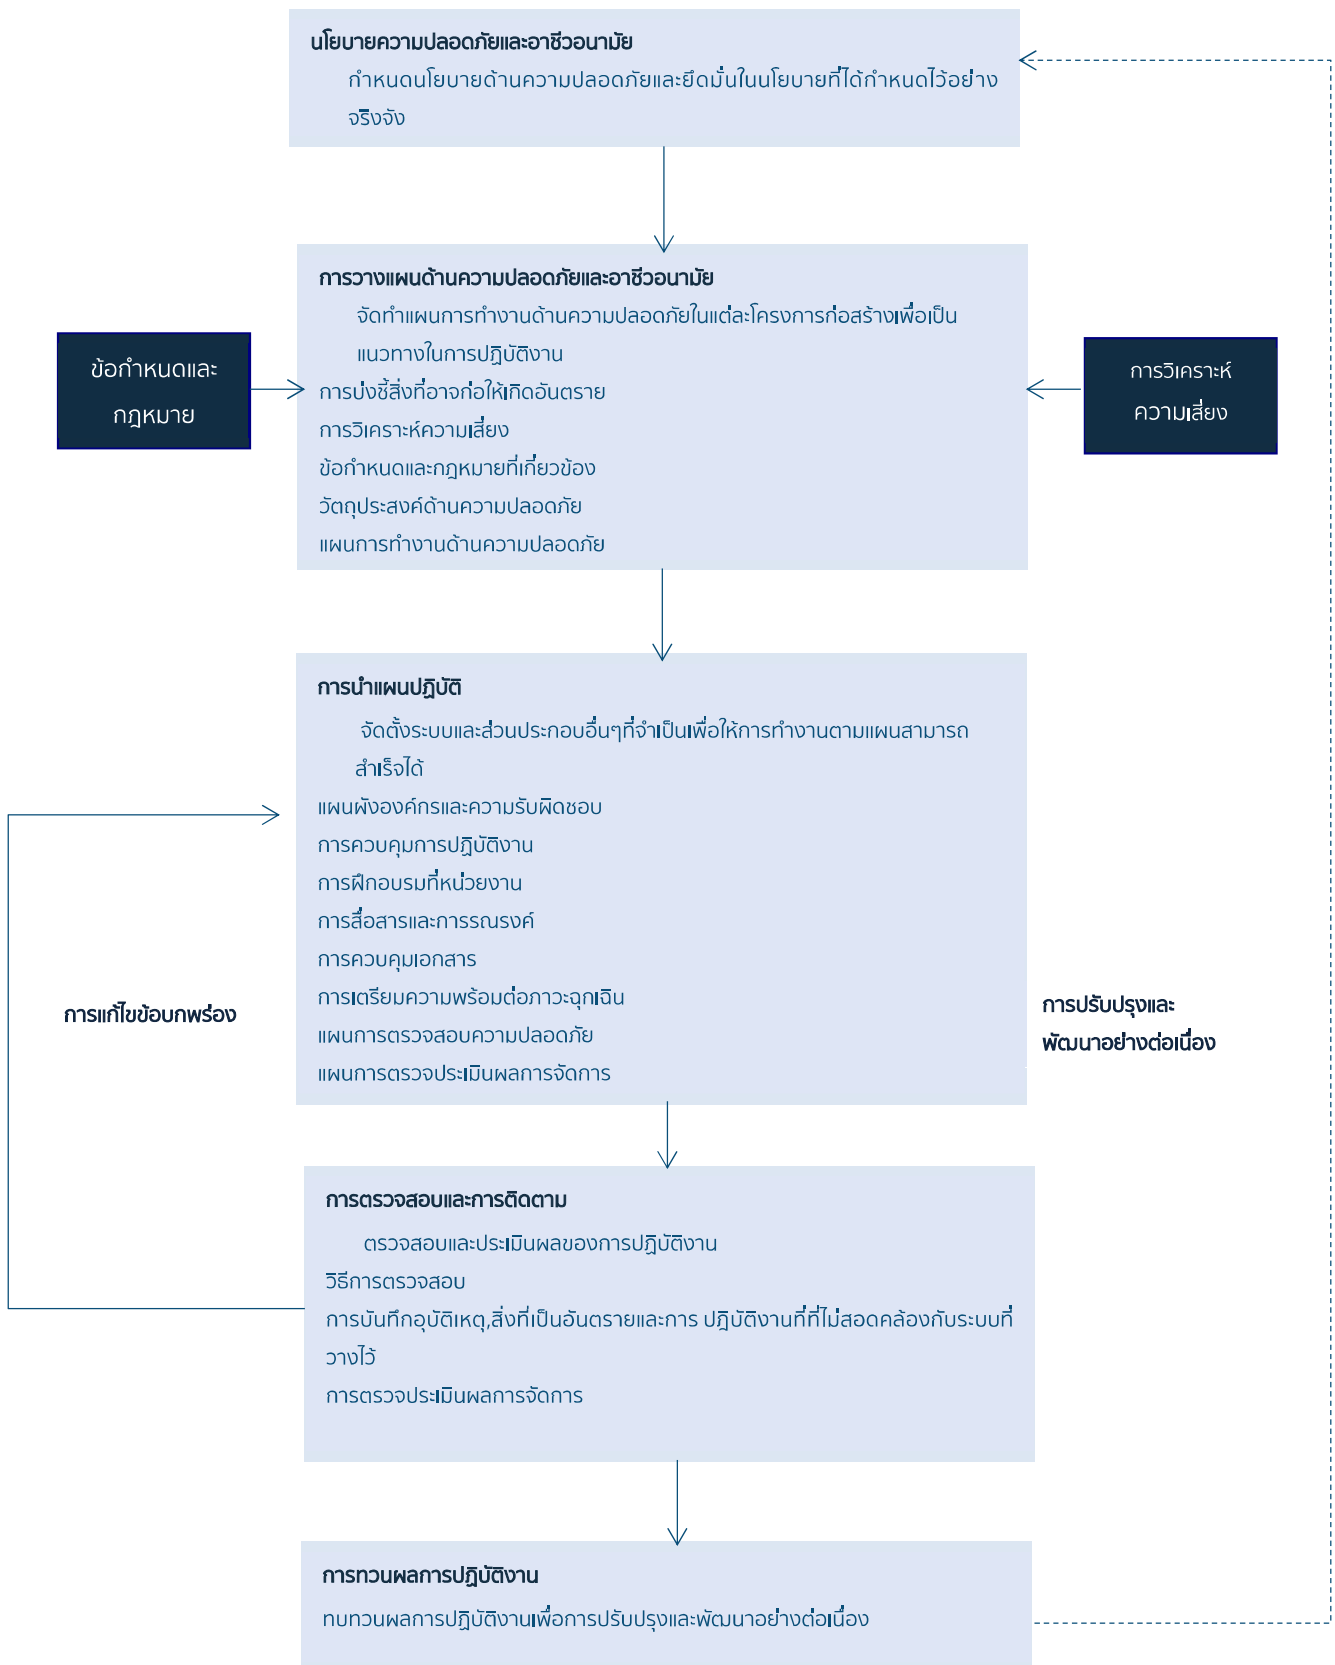 นโยบายความปลอดภัยและอาชีวอนามัย
กำหนดนโยบายด้านความปลอดภัยและยึดมั่นในนโยบายที่ได้กำหนดไว้อย่าง
จริงจัง
การวางแผนด้านความปลอดภัยและอาชีวอนามัย
จัดทำแผนการทำงานด้านความปลอดภัยในแต่ละโครงการก่อสร้างเพื่อเป็น
แนวทางในการปฏิบัติงาน
การบ่งชี้สิ่งที่อาจก่อให้เกิดอันตราย
การวิเคราะห์ความเสี่ยง
ข้อกำหนดและกฎหมายที่เกี่ยวข้อง
วัตถุประสงค์ด้านความปลอดภัย
แผนการทำงานด้านความปลอดภัย
ข้อกำหนดและ
กฎหมาย
การวิเคราะห์
ความเสี่ยง
การนำแผนปฏิบัติ
จัดตั้งระบบและส่วนประกอบอื่นๆที่จำเป็นเพื่อให้การทำงานตามแผนสามารถ
สำเร็จได้
แผนผังองค์กรและความรับผิดชอบ
การควบคุมการปฏิบัติงาน
การฝึกอบรมที่หน่วยงาน
การสื่อสารและการรณรงค์
การควบคุมเอกสาร
การเตรียมความพร้อมต่อภาวะฉุกเฉิน
แผนการตรวจสอบความปลอดภัย
แผนการตรวจประเมินผลการจัดการ
การแก้ไขข้อบกพร่อง
การปรับปรุงและ
พัฒนาอย่างต่อเนื่อง
การตรวจสอบและการติดตาม
ตรวจสอบและประเมินผลของการปฏิบัติงาน
วิธีการตรวจสอบ
การบันทึกอุบัติเหตุ,สิ่งที่เป็นอันตรายและการ ปฎิบัติงานที่ที่ไม่สอดคล้องกับระบบที่
วางไว้
การตรวจประเมินผลการจัดการ
การทวนผลการปฏิบัติงาน
ทบทวนผลการปฏิบัติงานเพื่อการปรับปรุงและพัฒนาอย่างต่อเนื่อง